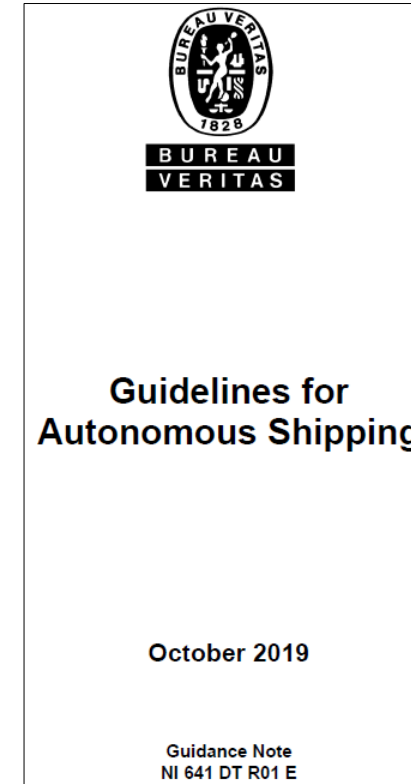 BUREAU VERITAS
1828
BUREAU
VERITAS
Guidelines for
Autonomous Shipping
October 2019
Guidance Note
NI 641 DT R01 E